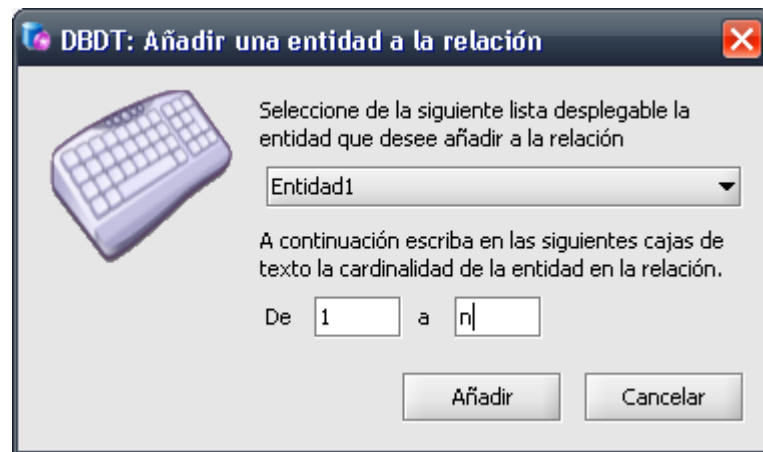 DBDT: Añadir una entidad a la relación
Seleccione de la siguiente lista desplegable la
entidad que desee añadir a la relación
Entidad1
A continuación escriba en las siguientes cajas de
texto la cardinalidad de la entidad en la relación.
De 1 a n
Añadir Cancelar